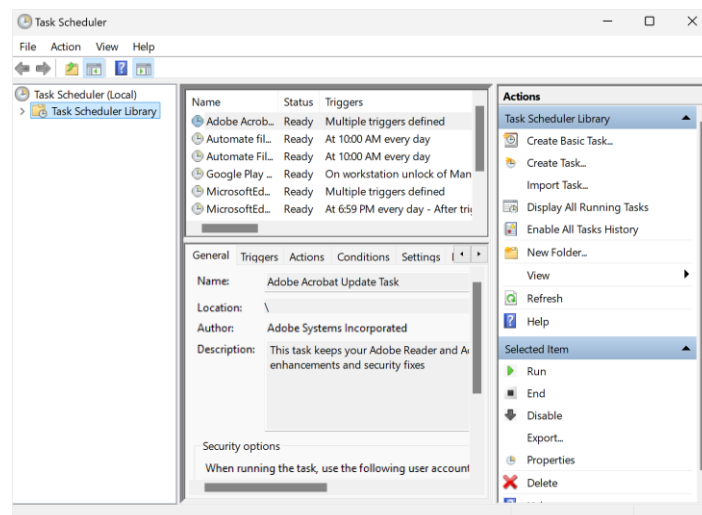 Task Scheduler
File Action View Help
Task Scheduler (Local)
Task Scheduler Library
Name Status Triggers
Adobe Acrob... Ready Multiple triggers defined
Automate fil... Ready At 10:00 AM every day
Automate Fil... Ready At 10:00 AM every day
Google Play ... Ready On workstation unlock of Man
MicrosoftEd... Ready Multiple triggers defined
MicrosoftEd... Ready At 6:59 PM every day - After trig
General Triggers Actions Conditions Settings
Name: Adobe Acrobat Update Task
Location: \
Author: Adobe Systems Incorporated
Description: This task keeps your Adobe Reader and A
enhancements and security fixes
Security options
When running the task, use the following user account
Actions
Task Scheduler Library
Create Basic Task...
Create Task...
Import Task...
Display All Running Tasks
Enable All Tasks History
New Folder...
View
Refresh
Help
Selected Item
Run
End
Disable
Export...
Properties
Delete